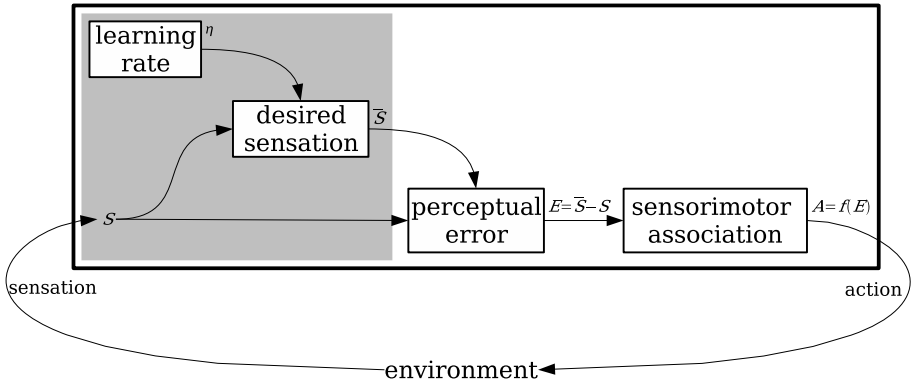 learning
rate
η
desired
sensation
S̅
S
perceptual
error
E=S̅−S
sensorimotor
association
A=f(E)
sensation
action
environment